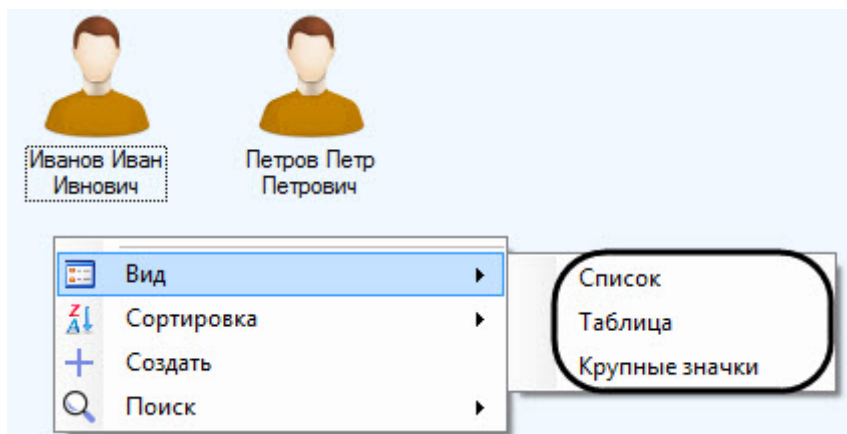 Иванов Иван
Ивнович
Петров Петр
Петрович
Вид
Сортировка
Создать
Поиск
Список
Таблица
Крупные значки